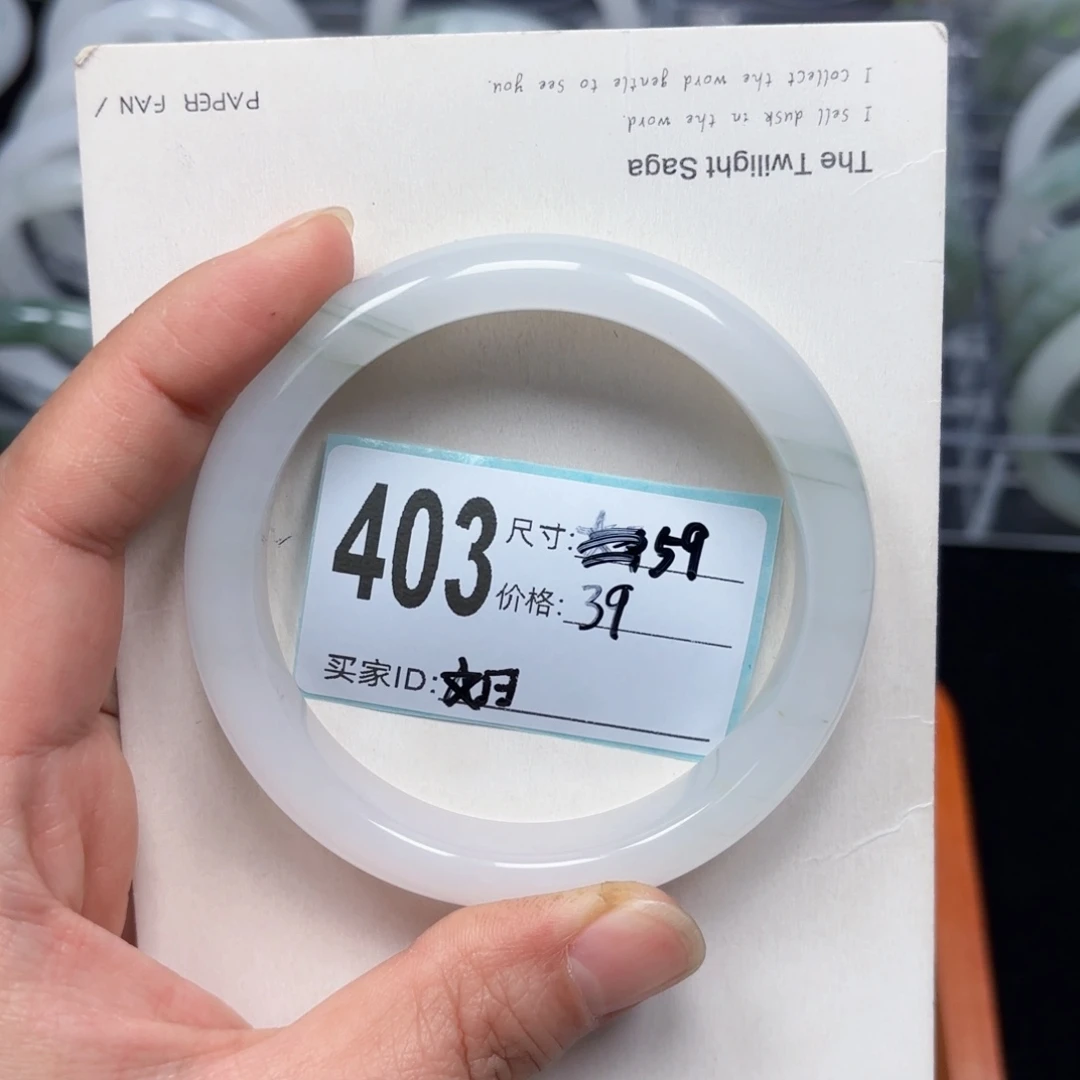 PAPER FAN /
I collect the word gentle to see you.
I sell dusk in the word.
The Twilight Saga
403
尺寸: 59
价格: 39
买家ID: